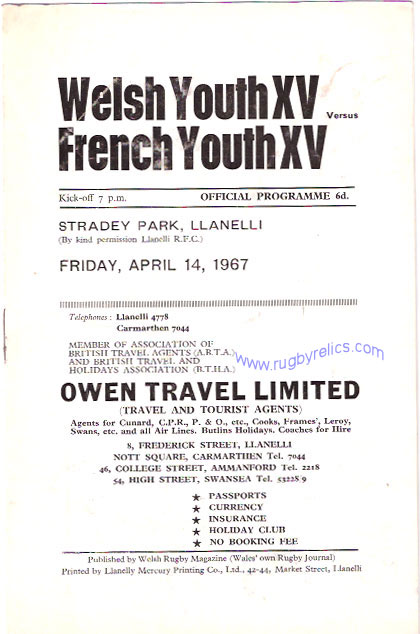 Welsh Youth XV Versus
French Youth XV
Kick-off 7 p.m. OFFICIAL PROGRAMME 6d.
STRADEY PARK, LLANELLI
(By kind permission Llanelli R.F.C.)
FRIDAY, APRIL 14, 1967
Telephones : Llanelli 4778
Carmarthen 7044
MEMBER OF ASSOCIATION OF
BRITISH TRAVEL AGENTS (A.B.T.A.)
AND BRITISH TRAVEL AND
HOLIDAYS ASSOCIATION (B.T.H.A.)
www.rugbyrelics.com
OWEN TRAVEL LIMITED
(TRAVEL AND TOURIST AGENTS)
Agents for Cunard, C.P.R., P. & O., etc., Cooks, Frames', Leroy,
Swans, etc. and all Air Lines. Butlins Holidays. Coaches for Hire
8, FREDERICK STREET, LLANELLI
NOTT SQUARE, CARMARTHEN Tel. 7044
46, COLLEGE STREET, AMMANFORD Tel. 2218
54, HIGH STREET, SWANSEA Tel. 53228 9
★ PASSPORTS
★ CURRENCY
★ INSURANCE
★ HOLIDAY CLUB
★ NO BOOKING FEE
Published by Welsh Rugby Magazine (Wales' own Rugby Journal)
Printed by Llanelly Mercury Printing Co., Ltd., 42-44, Market Street, Llanelli